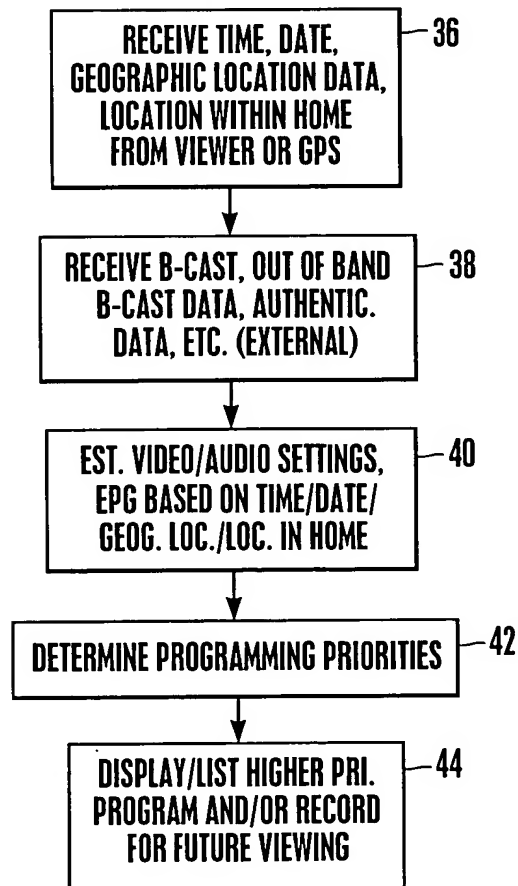 RECEIVE TIME, DATE,
GEOGRAPHIC LOCATION DATA,
LOCATION WITHIN HOME
FROM VIEWER OR GPS
36
RECEIVE B-CAST, OUT OF BAND
B-CAST DATA, AUTHENTIC.
DATA, ETC. (EXTERNAL)
38
EST. VIDEO/AUDIO SETTINGS,
EPG BASED ON TIME/DATE/
GEOG. LOC./LOC. IN HOME
40
DETERMINE PROGRAMMING PRIORITIES
42
DISPLAY/LIST HIGHER PRI.
PROGRAM AND/OR RECORD
FOR FUTURE VIEWING
44